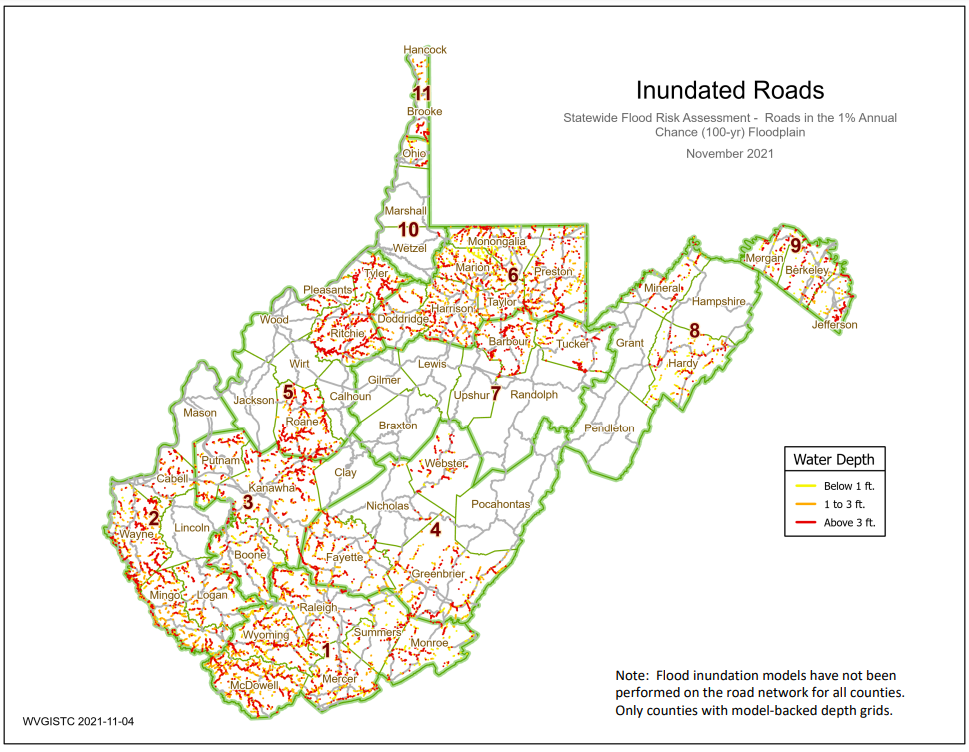 Inundated Roads
Statewide Flood Risk Assessment - Roads in the 1% Annual
Chance (100-yr) Floodplain
November 2021
Hancock
11
Brooke
Ohio
Marshall
10
Wetzel
Monongalia
Marion
6
Preston
Tyler
Pleasants
Harrison
Taylor
Doddridge
Wood
Ritchie
Barbour
Tucker
9
Morgan
Berkeley
Jefferson
Mineral
Hampshire
8
Grant
Hardy
Pendleton
Wirt
Lewis
Gilmer
Calhoun
5
Jackson
Roane
7
Upshur
Randolph
Mason
Braxton
Putnam
Cabell
Kanawha
Clay
Webster
3
Nicholas
Pocahontas
2
Wayne
Lincoln
4
Boone
Fayette
Greenbrier
Mingo
Logan
Raleigh
Wyoming
Summers
Monroe
1
McDowell
Mercer
Water Depth
Below 1 ft.
1 to 3 ft.
Above 3 ft.
Note: Flood inundation models have not been
performed on the road network for all counties.
Only counties with model-backed depth grids.
WVGISTC 2021-11-04